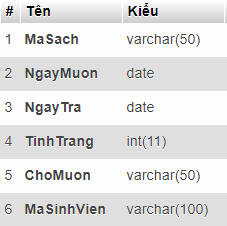 # Tên Kiểu
1 MaSach varchar(50)
2 NgayMuon date
3 NgayTra date
4 TinhTrang int(11)
5 ChoMuon varchar(50)
6 MaSinhVien varchar(100)